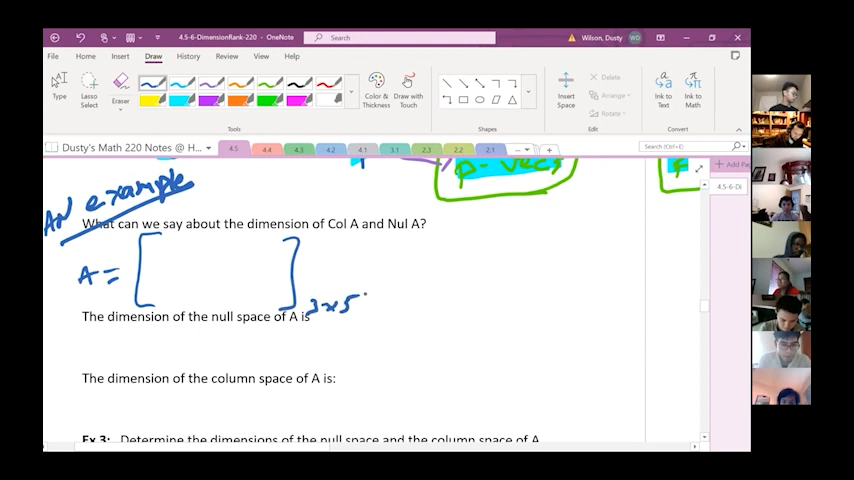 4.5-6-DimensionRank-220 - OneNote
Search
Wilson, Dusty
WD
File Home Insert Draw History Review View Help
Type
Lasso Select
Eraser
Color & Thickness
Draw with Touch
Insert Space
Delete
Arrange
Rotate
Ink to Text
Ink to Math
Tools
Shapes
Edit
Convert
Dusty's Math 220 Notes @ H...
4.5 4.4 4.3 4.2 4.1 3.1 2.3 2.2 2.1
Search (Ctrl+E)
Add Pa
4.5-6-Di
p-vect
AN example
What can we say about the dimension of Col A and Nul A?
A = [ ] 3x5
The dimension of the null space of A is
The dimension of the column space of A is:
Ex 3: Determine the dimensions of the null space and the column space of A